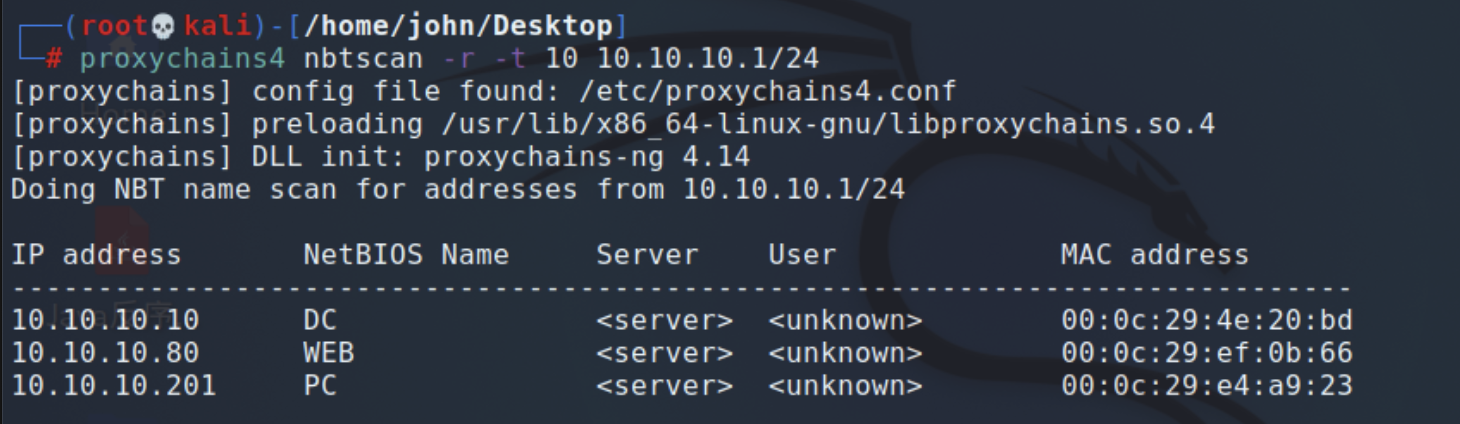 ┌──(root💀kali)-[/home/john/Desktop]
└─# proxychains4 nbtscan -r -t 10 10.10.10.1/24
[proxychains] config file found: /etc/proxychains4.conf
[proxychains] preloading /usr/lib/x86_64-linux-gnu/libproxychains.so.4
[proxychains] DLL init: proxychains-ng 4.14
Doing NBT name scan for addresses from 10.10.10.1/24
IP address NetBIOS Name Server User MAC address
------------------------------------------------------------------------------
10.10.10.10 DC <server> <unknown> 00:0c:29:4e:20:bd
10.10.10.80 WEB <server> <unknown> 00:0c:29:ef:0b:66
10.10.10.201 PC <server> <unknown> 00:0c:29:e4:a9:23